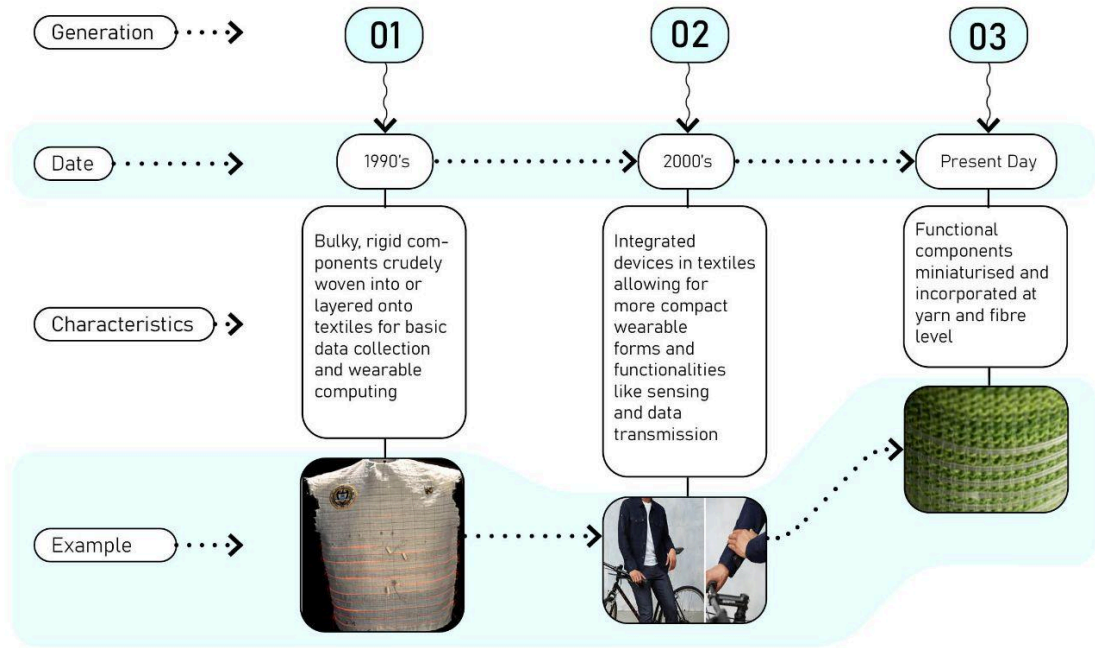 Generation
01
02
03
Date
1990's
2000's
Present Day
Characteristics
Bulky, rigid com-
ponents crudely
woven into or
layered onto
textiles for basic
data collection
and wearable
computing
Integrated
devices in textiles
allowing for
more compact
wearable
forms and
functionalities
like sensing
and data
transmission
Functional
components
miniaturised and
incorporated at
yarn and fibre
level
Example